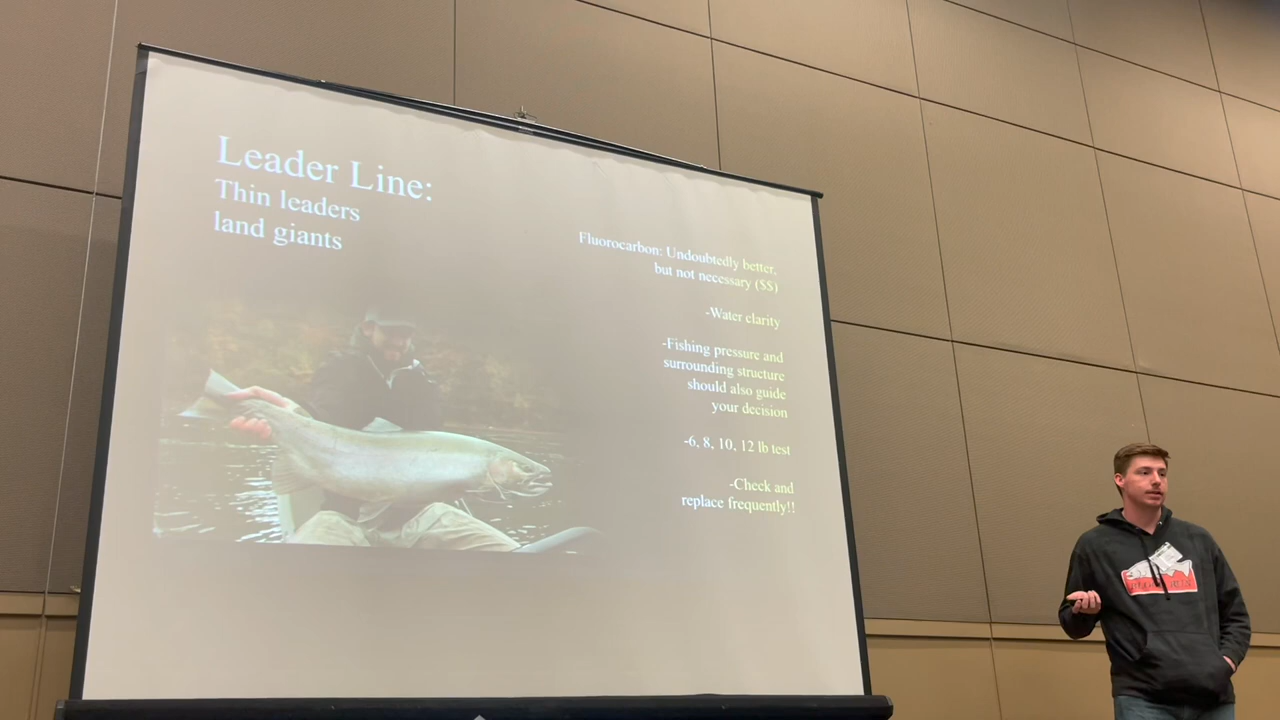 Leader Line:
Thin leaders
land giants
Fluorocarbon: Undoubtedly better,
but not necessary ($$)
-Water clarity
-Fishing pressure and
surrounding structure
should also guide
your decision
-6, 8, 10, 12 lb test
-Check and
replace frequently!!